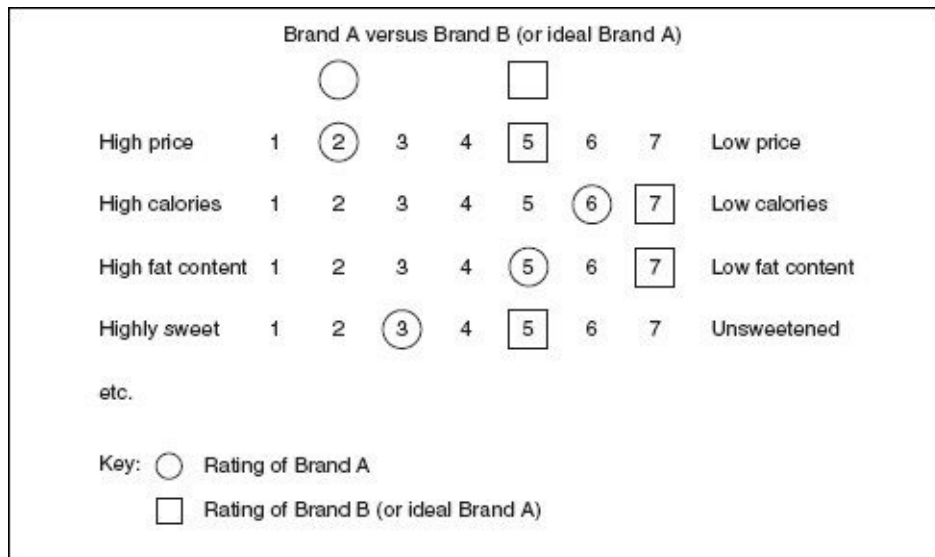 Brand A versus Brand B (or ideal Brand A)
High price 1 2 3 4 5 6 7 Low price
High calories 1 2 3 4 5 6 7 Low calories
High fat content 1 2 3 4 5 6 7 Low fat content
Highly sweet 1 2 3 4 5 6 7 Unsweetened
etc.
Key: Rating of Brand A
Rating of Brand B (or ideal Brand A)